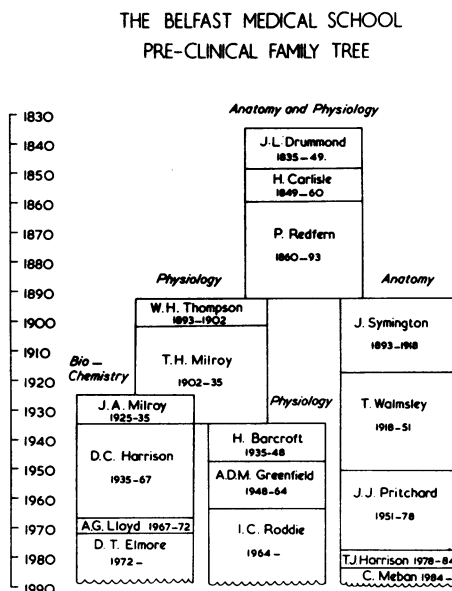 THE BELFAST MEDICAL SCHOOL
PRE-CLINICAL FAMILY TREE
Anatomy and Physiology
1830
1840
1850
1860
1870
1880
1890
1900
1910
1920
1930
1940
1950
1960
1970
1980
1990
J.L. Drummond
1835-49.
H. Carlisle
1849-60
P. Redfern
1860-93
Physiology
W.H. Thompson
1893-1902
T.H. Milroy
1902-35
Anatomy
J. Symington
1893-1918
T. Walmsley
1918-51
J.J. Pritchard
1951-78
T.J. Harrison 1978-84
C. Meban 1984-
Bio-
Chemistry
J.A. Milroy
1925-35
D.C. Harrison
1935-67
A.G. Lloyd 1967-72
D.T. Elmore
1972-
Physiology
H. Barcroft
1935-48
A.D.M. Greenfield
1948-64
I.C. Roddie
1964-